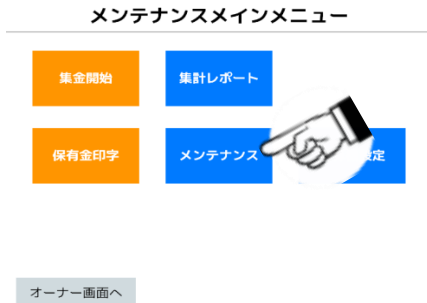 メンテナンスメインメニュー
集金開始
集計レポート
保有金印字
メンテナンス
定
オーナー画面へ